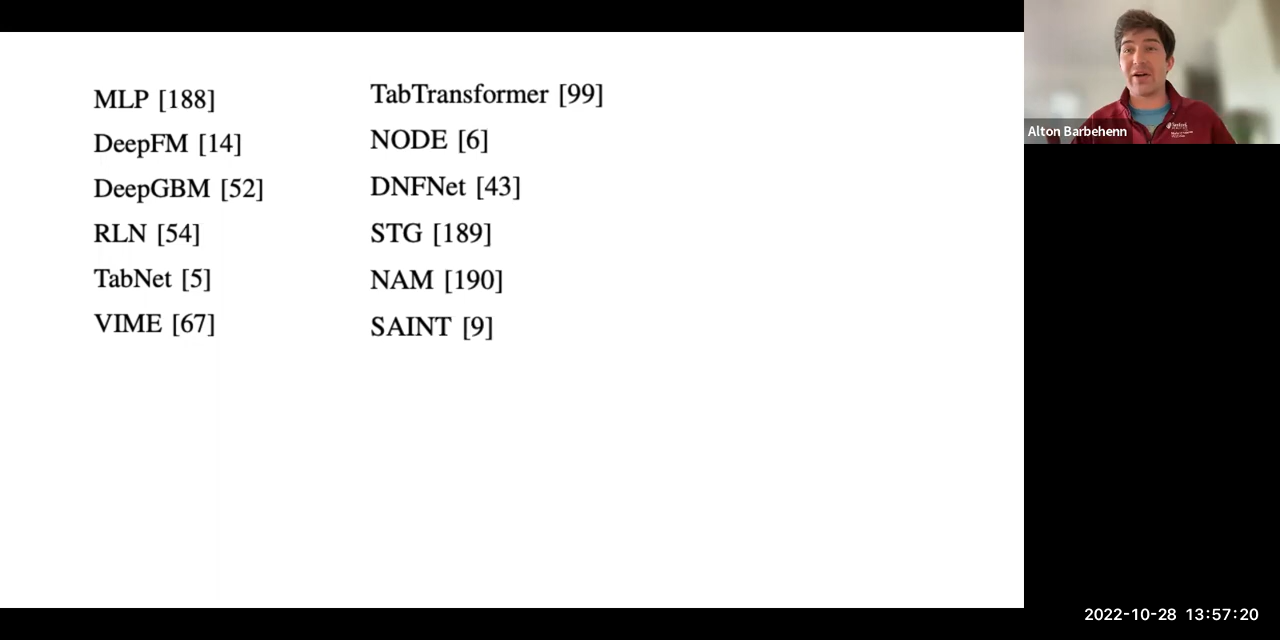 MLP [188]
DeepFM [14]
DeepGBM [52]
RLN [54]
TabNet [5]
VIME [67]
TabTransformer [99]
NODE [6]
DNFNet [43]
STG [189]
NAM [190]
SAINT [9]
Alton Barbehenn
2022-10-28 13:57:20